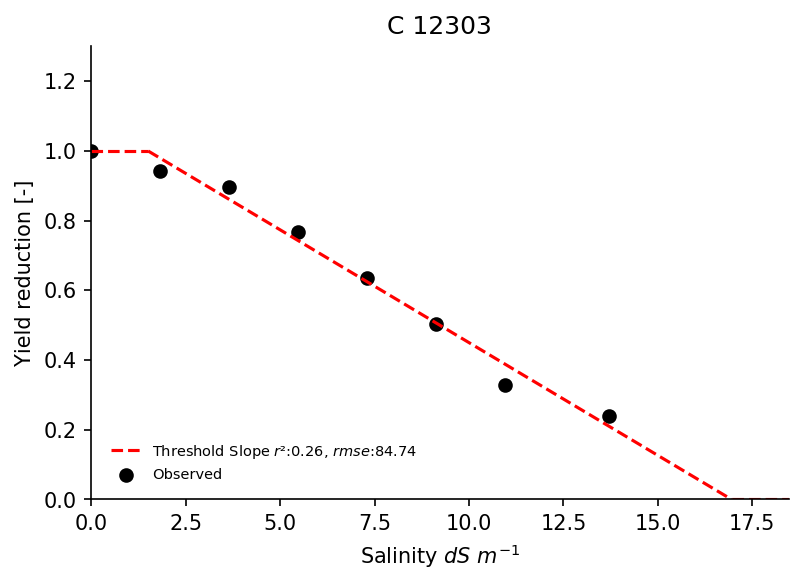 C 12303
1.2
1.0
0.8
0.6
0.4
0.2
0.0
Yield reduction [-]
Threshold Slope r²:0.26, rmse:84.74
Observed
0.0 2.5 5.0 7.5 10.0 12.5 15.0 17.5
Salinity dS m⁻¹